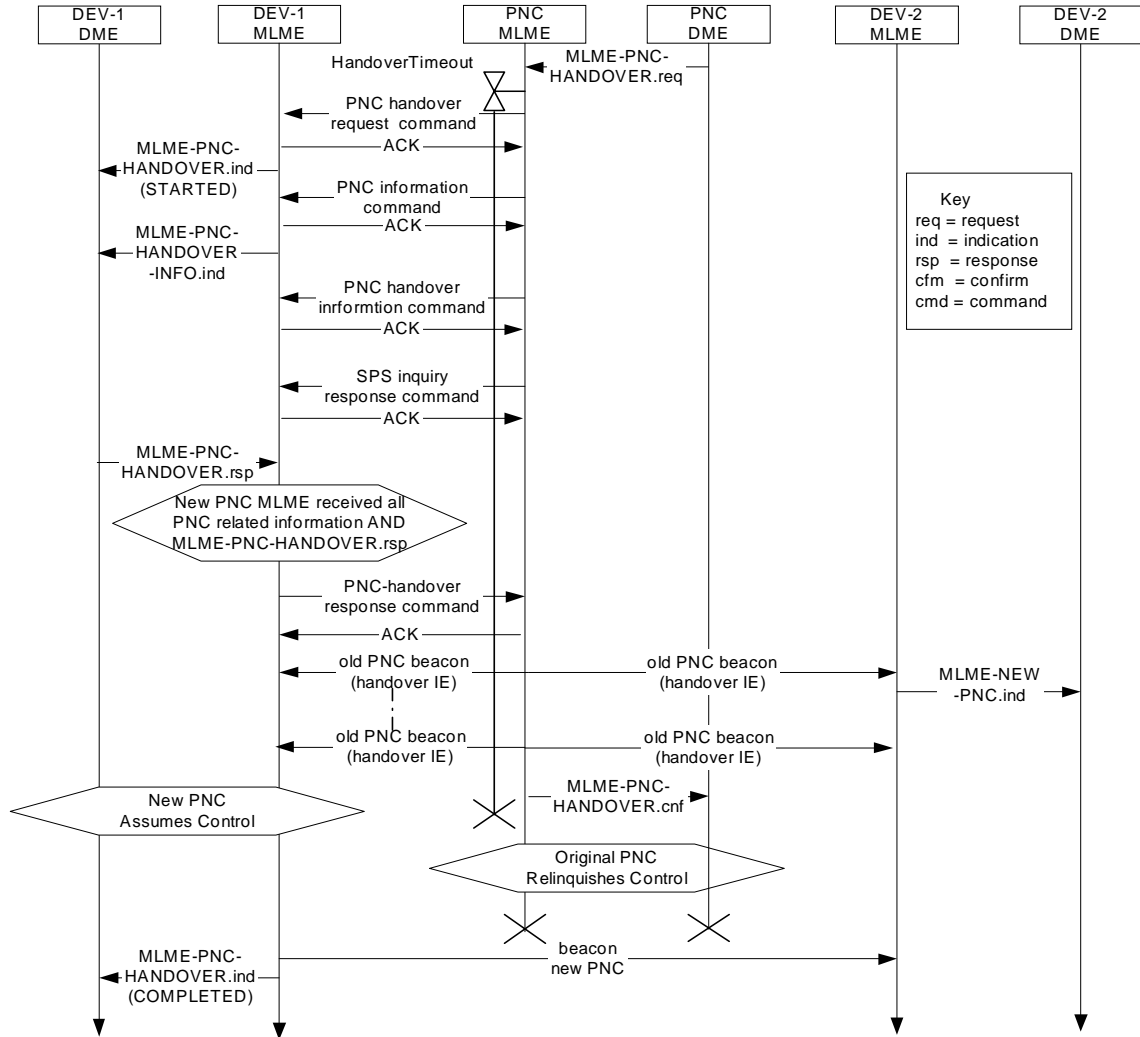 DEV-1
DME
DEV-1
MLME
PNC
MLME
PNC
DME
DEV-2
MLME
DEV-2
DME
HandoverTimeout
MLME-PNC-
HANDOVER.req
PNC handover
request command
ACK
MLME-PNC-
HANDOVER.ind
(STARTED)
PNC information
command
ACK
MLME-PNC-
HANDOVER
-INFO.ind
Key
req = request
ind = indication
rsp = response
cfm = confirm
cmd = command
PNC handover
inrformtion command
ACK
SPS inquiry
response command
ACK
MLME-PNC-
HANDOVER.rsp
New PNC MLME received all
PNC related information AND
MLME-PNC-HANDOVER.rsp
PNC-handover
response command
ACK
old PNC beacon
(handover IE)
old PNC beacon
(handover IE)
MLME-NEW
-PNC.ind
old PNC beacon
(handover IE)
old PNC beacon
(handover IE)
MLME-PNC-
HANDOVER.cnf
New PNC
Assumes Control
Original PNC
Relinquishes Control
beacon
new PNC
MLME-PNC-
HANDOVER.ind
(COMPLETED)